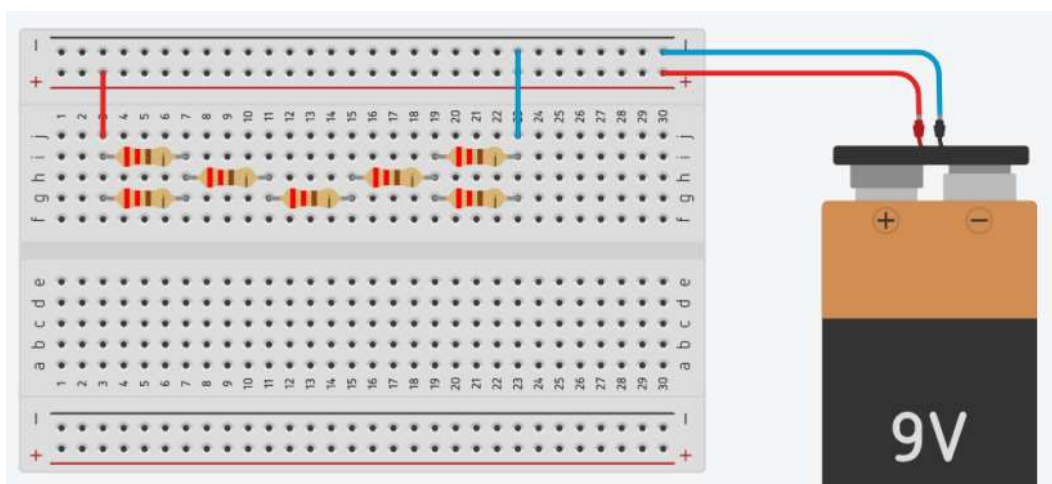 − −
+ +
1 2 4 5 6 7 8 9 10 11 12 13 14 15 16 17 18 19 20 21 22 24 25 26 27 28 29 30
j j
i i
h h
g g
f f
+ −
e e
d d
c c
b b
a a
1 2 3 4 5 6 7 8 9 10 11 12 13 14 15 16 17 18 19 20 21 22 23 24 25 26 27 28 29 30
− −
+ +
9V